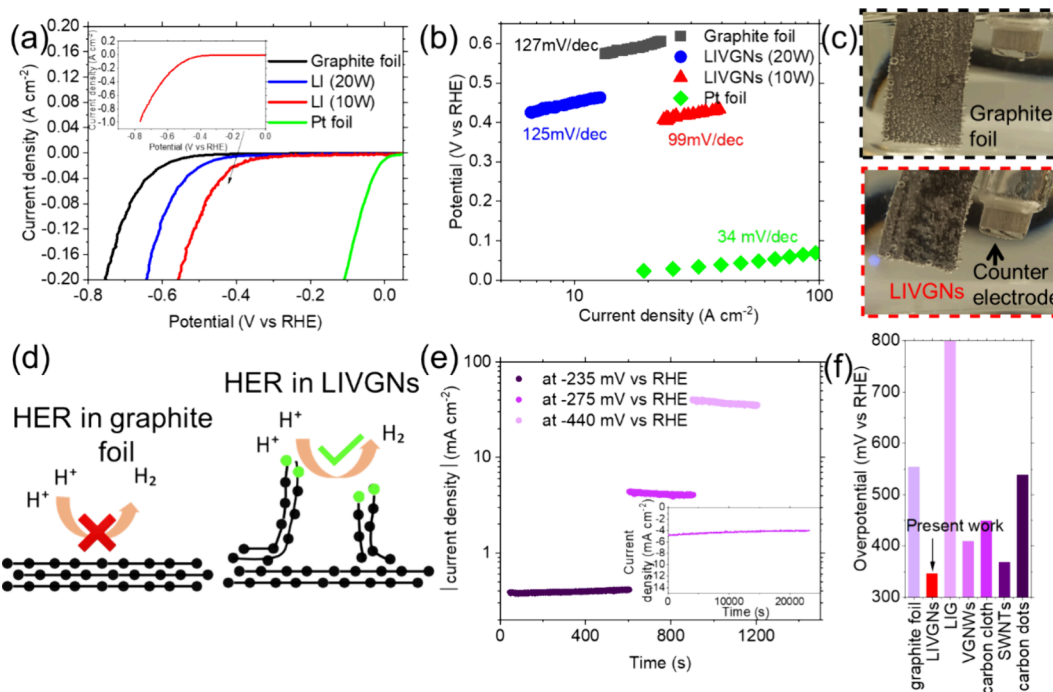 (a)
0.20
0.16
0.12
0.08
0.04
0.00
-0.04
-0.08
-0.12
-0.16
0.20
Current density (A cm⁻²)
-0.8
-0.6
-0.4
-0.2
0.0
Potential (V vs RHE)
Graphite foil
LI (20W)
LI (10W)
Pt foil
0.2
0.0
-0.2
-0.4
-0.6
-0.8
-1.0
Current density (A cm⁻²)
-0.8
-0.6
-0.4
-0.2
0.0
Potential (V vs RHE)
(b)
0.6
0.5
0.4
0.3
0.2
0.1
0.0
Potential (V vs RHE)
10
100
Current density (A cm⁻²)
127mV/dec
Graphite foil
LIVGNs (20W)
LIVGNs (10W)
Pt foil
125mV/dec
99mV/dec
34 mV/dec
(c)
Graphite
foil
Counter
LIVGNs
electrode
(d)
HER in graphite
foil
H⁺
H⁺
H₂
HER in LIVGNs
H⁺
H⁺
H₂
(e)
100
10
1
| current density | (mA cm⁻²)
0
400
800
1200
Time (s)
at -235 mV vs RHE
at -275 mV vs RHE
at -440 mV vs RHE
0
-2
-4
-6
-8
-10
-12
14
Current
density (mA cm⁻²)
0
10000
20000
Time (s)
(f)
800
700
600
500
400
300
Overpotential (mV vs RHE)
Present work
graphite foil
LIVGNs
LIG
VGNWs
carbon cloth
SWNTs
carbon dots